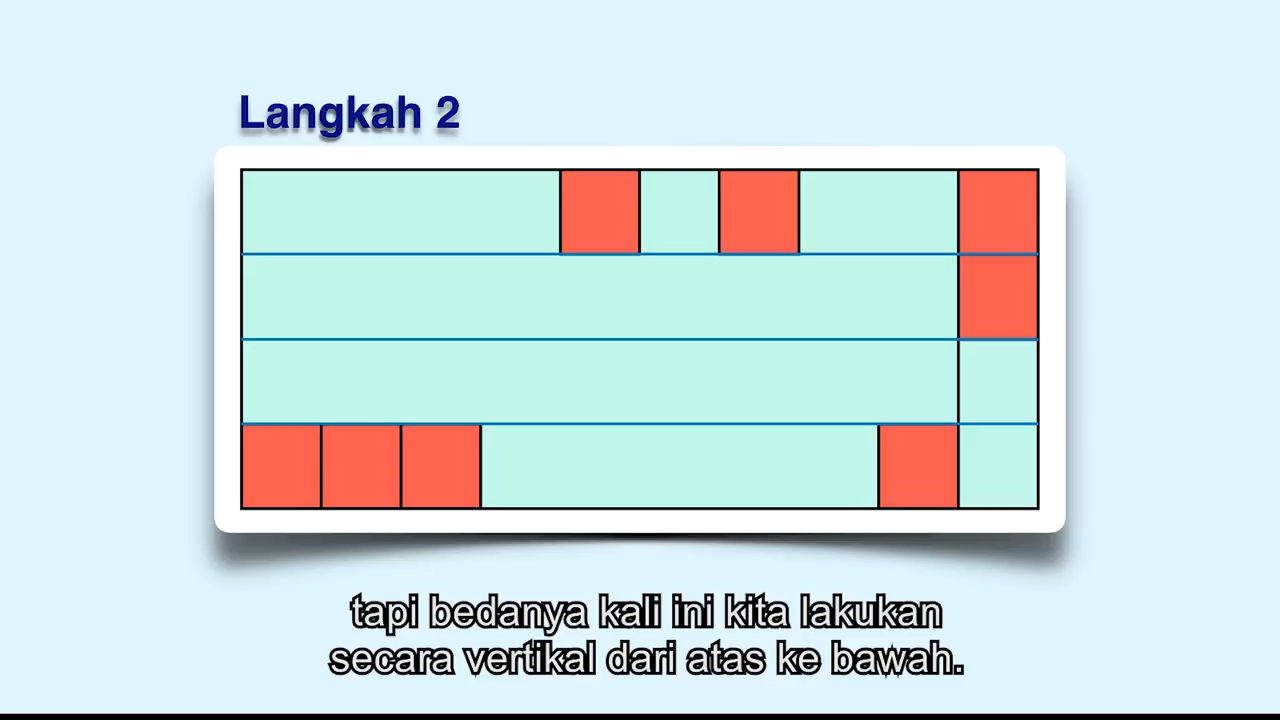 Langkah 2
tapi bedanya kali ini kita lakukan
secara vertikal dari atas ke bawah.